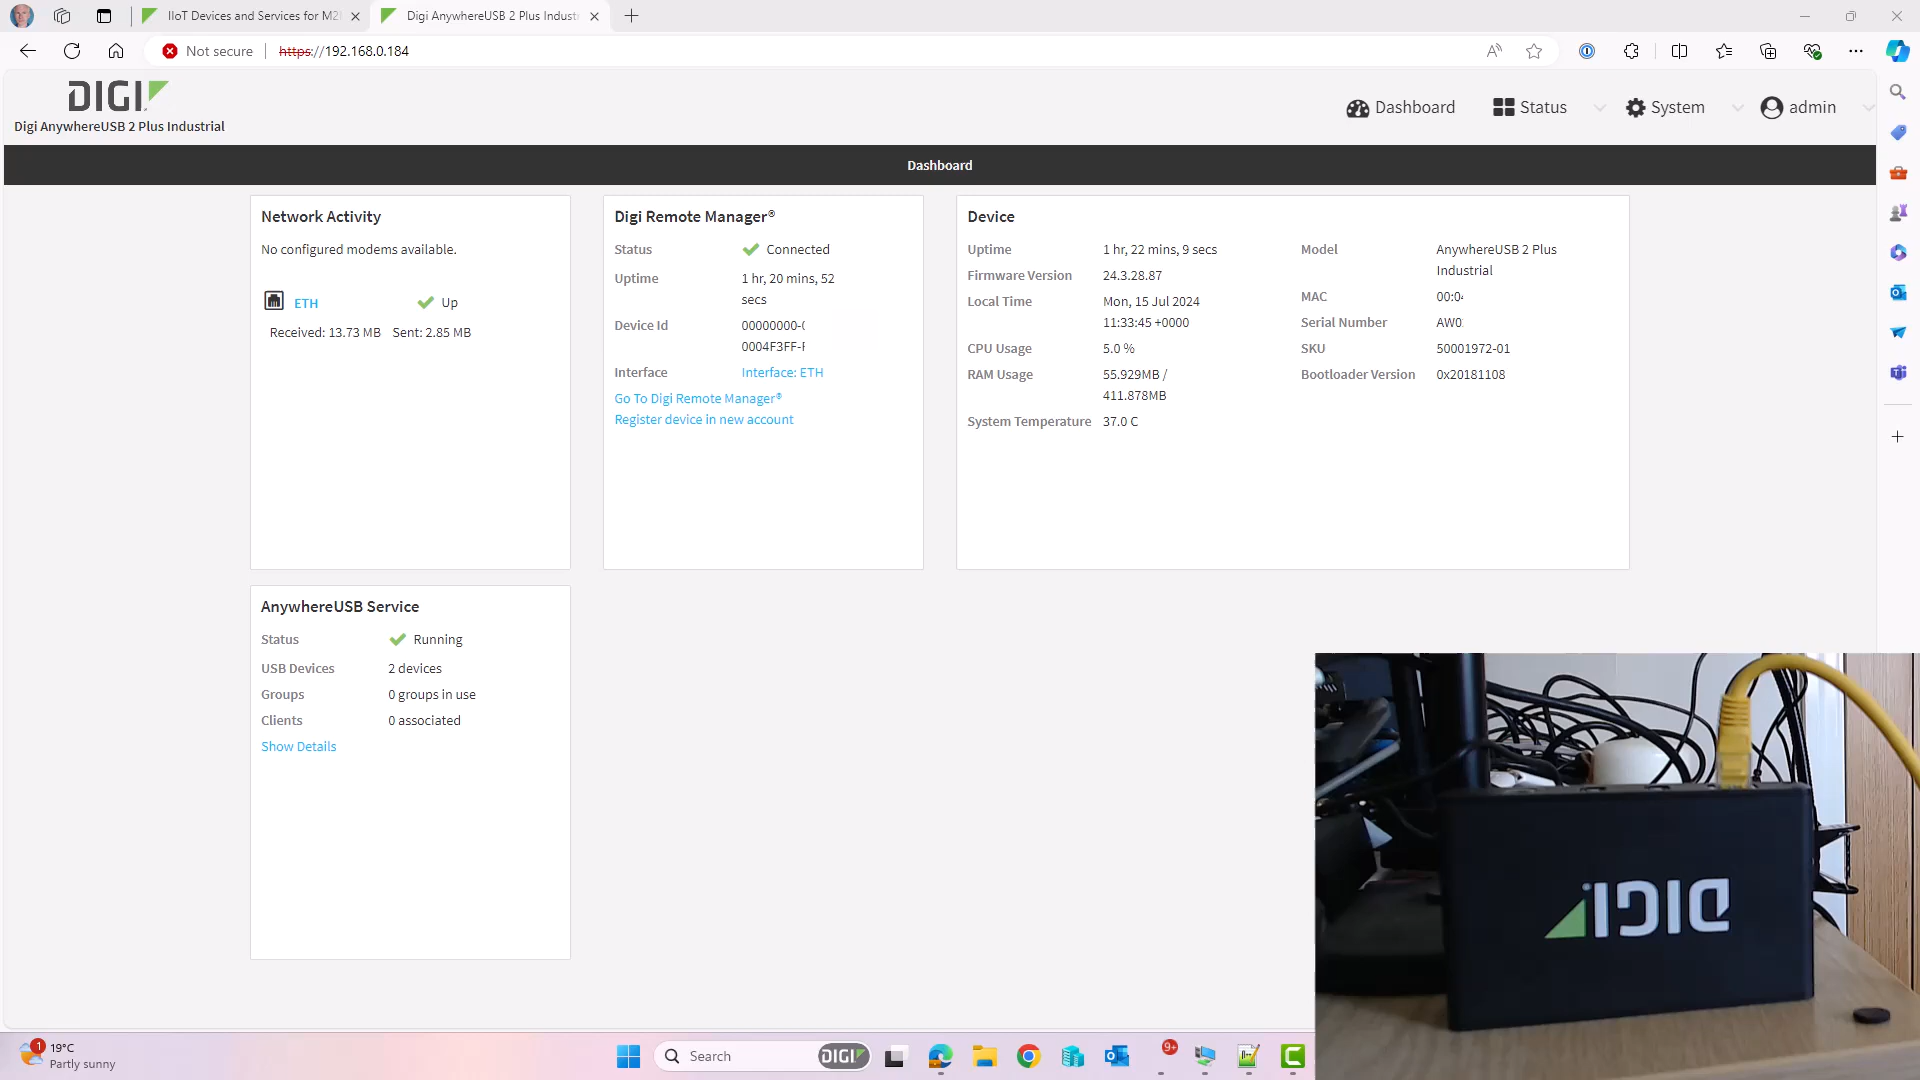 IIoT Devices and Services for M2
Digi AnywhereUSB 2 Plus Indust
Not secure
https://192.168.0.184
DIGI
Digi AnywhereUSB 2 Plus Industrial
Dashboard
Status
System
admin
Dashboard
Network Activity
No configured modems available.
ETH
Up
Received: 13.73 MB Sent: 2.85 MB
Digi Remote Manager®
Status Connected
Uptime 1 hr, 20 mins, 52
secs
Device Id 00000000-0
0004F3FF-F
Interface Interface: ETH
Go To Digi Remote Manager®
Register device in new account
Device
Uptime 1 hr, 22 mins, 9 secs
Firmware Version 24.3.28.87
Local Time Mon, 15 Jul 2024
11:33:45 +0000
CPU Usage 5.0 %
RAM Usage 55.929MB /
411.878MB
System Temperature 37.0 C
Model AnywhereUSB 2 Plus
Industrial
MAC 00:04
Serial Number AW0
SKU 50001972-01
Bootloader Version 0x20181108
AnywhereUSB Service
Status Running
USB Devices 2 devices
Groups 0 groups in use
Clients 0 associated
Show Details
DIGI
1
19°C
Partly sunny
Search
DIGI
9+